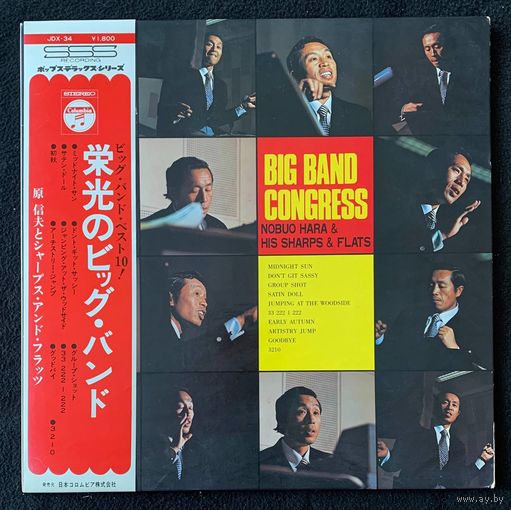 JDX-34 ¥1,800
SSS
RECORDING
ポップスデラックス・シリーズ
STEREO
Columbia
ビッグ・バンド・ベスト10!
栄光のビッグ・バンド
原 信夫とシャープス・アンド・フラッツ
●ミッドナイト・サン
●ドント・ギット・サッシー
●グループ・ショット
●サテン・ドール
●ジャンピング・アット・ザ・ウッドサイド
●33 222 1 222
●初秋
●アーチストリー・ジャンプ
●グッドバイ
●3210
発売元 日本コロムビア株式会社
BIG BAND
CONGRESS
NOBUO HARA &
HIS SHARPS & FLATS
MIDNIGHT SUN
DON'T GIT SASSY
GROUP SHOT
SATIN DOLL
JUMPING AT THE WOODSIDE
33 222 1 222
EARLY AUTUMN
ARTISTRY JUMP
GOODBYE
3210
www.ay.by